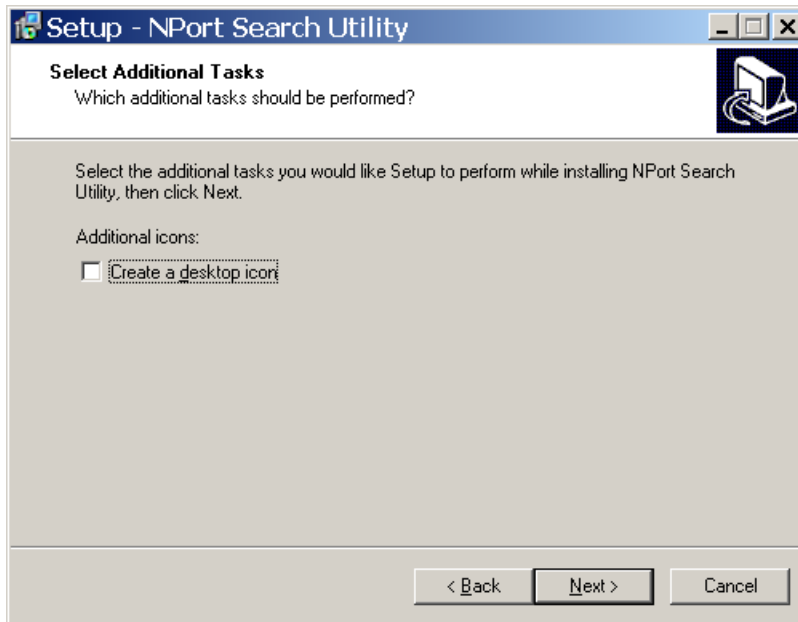 Setup - NPort Search Utility
Select Additional Tasks
Which additional tasks should be performed?
Select the additional tasks you would like Setup to perform while installing NPort Search
Utility, then click Next.
Additional icons:
Create a desktop icon
< Back
Next >
Cancel